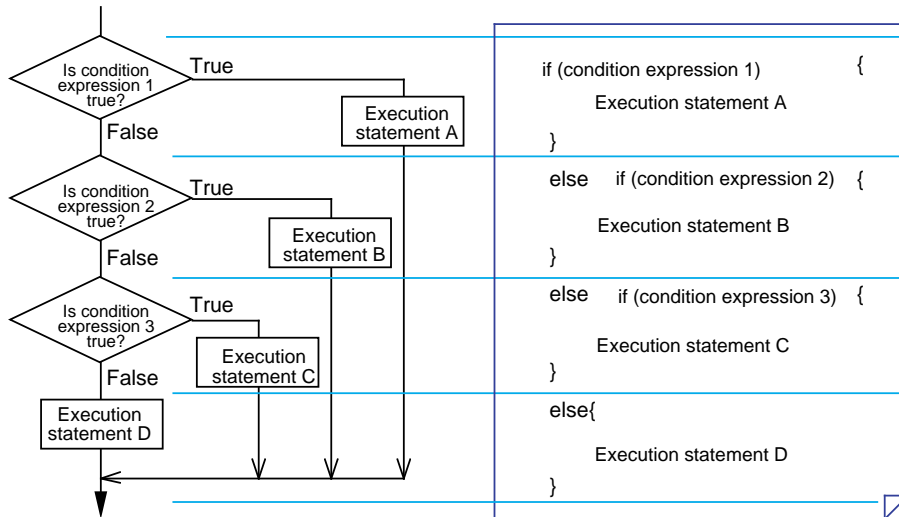 Is condition
expression 1
true?
True
Execution
statement A
False
Is condition
expression 2
true?
True
Execution
statement B
False
Is condition
expression 3
true?
True
Execution
statement C
False
Execution
statement D
if (condition expression 1) {
Execution statement A
}
else if (condition expression 2) {
Execution statement B
}
else if (condition expression 3) {
Execution statement C
}
else{
Execution statement D
}